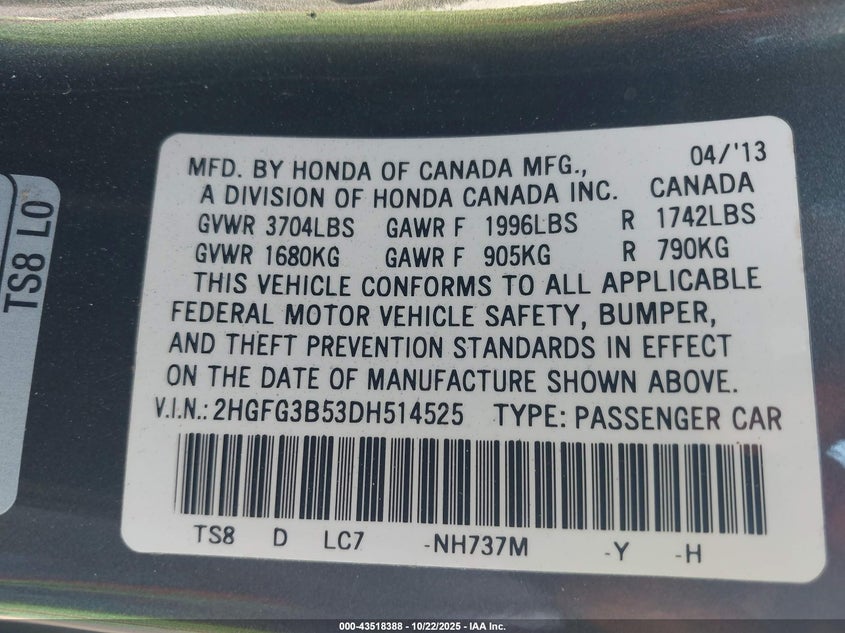 MFD. BY HONDA OF CANADA MFG., 04/'13
A DIVISION OF HONDA CANADA INC. CANADA
GVWR 3704LBS GAWR F 1996LBS R 1742LBS
GVWR 1680KG GAWR F 905KG R 790KG
THIS VEHICLE CONFORMS TO ALL APPLICABLE
FEDERAL MOTOR VEHICLE SAFETY, BUMPER,
AND THEFT PREVENTION STANDARDS IN EFFECT
ON THE DATE OF MANUFACTURE SHOWN ABOVE.
V.I.N.: 2HGFG3B53DH514525 TYPE: PASSENGER CAR
TS8 D LC7 -NH737M -Y -H
TS8 L0
000-43518388 - 10/22/2025 - IAA Inc.